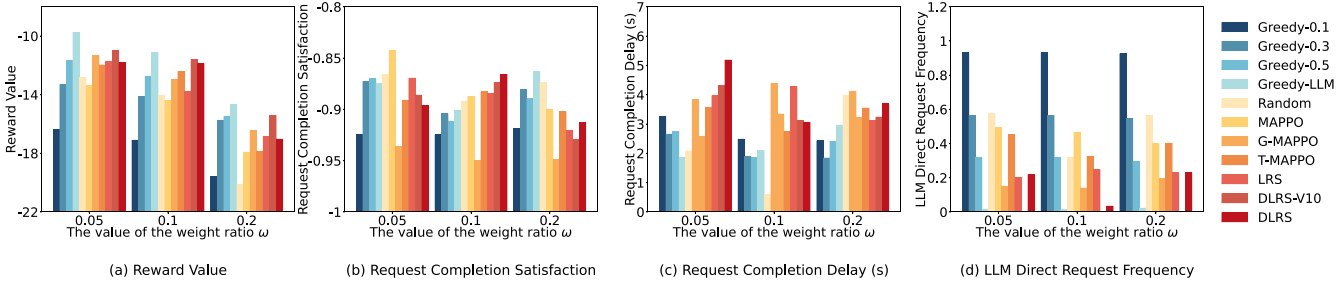 Reward Value
-10
-14
-18
-22
0.05
0.1
0.2
The value of the weight ratio ω
(a) Reward Value
Request Completion Satisfaction
-0.8
-0.85
-0.9
-0.95
-1
0.05
0.1
0.2
The value of the weight ratio ω
(b) Request Completion Satisfaction
Request Completion Delay (s)
7
6
5
4
3
2
1
0
0.05
0.1
0.2
The value of the weight ratio ω
(c) Request Completion Delay (s)
LLM Direct Request Frequency
1.2
1
0.8
0.6
0.4
0.2
0
0.05
0.1
0.2
The value of the weight ratio ω
(d) LLM Direct Request Frequency
Greedy-0.1
Greedy-0.3
Greedy-0.5
Greedy-LLM
Random
MAPPO
G-MAPPO
T-MAPPO
LRS
DLRS-V10
DLRS